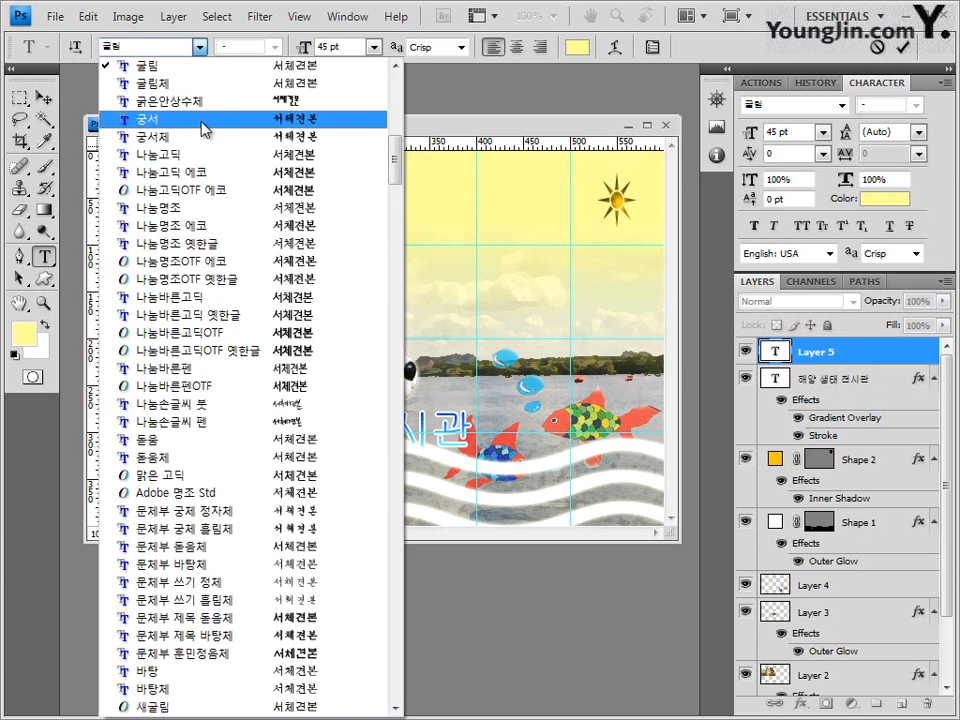 File Edit Image Layer Select Filter View Window Help 100% ESSENTIALS
YoungJin.com Y.
굴림 - 45 pt Crisp
굴림 서체견본
굴림체 서체견본
굵은안상수체 서체견본
궁서 서체견본
궁서체 서체견본
나눔고딕 서체견본
나눔고딕 에코 서체견본
나눔고딕OTF 에코 서체견본
나눔명조 서체견본
나눔명조 에코 서체견본
나눔명조 옛한글 서체견본
나눔명조OTF 에코 서체견본
나눔명조OTF 옛한글 서체견본
나눔바른고딕 서체견본
나눔바른고딕 옛한글 서체견본
나눔바른고딕OTF 서체견본
나눔바른고딕OTF 옛한글 서체견본
나눔바른펜 서체견본
나눔바른펜OTF 서체견본
나눔손글씨 붓 서체견본
나눔손글씨 펜 서체견본
돋움 서체견본
돋움체 서체견본
맑은 고딕 서체견본
Adobe 명조 Std 서체견본
문체부 궁체 정자체 서체견본
문체부 궁체 흘림체 서체견본
문체부 돋음체 서체견본
문체부 바탕체 서체견본
문체부 쓰기 정체 서체견본
문체부 쓰기 흘림체 서체견본
문체부 제목 돋음체 서체견본
문체부 제목 바탕체 서체견본
문체부 훈민정음체 서체견본
바탕 서체견본
바탕체 서체견본
새굴림 서체견본
350 400 450 500 550
시관
ACTIONS HISTORY CHARACTER
굴림 -
45 pt (Auto)
0 0
100% 100%
0 pt Color:
English: USA Crisp
LAYERS CHANNELS PATHS
Normal Opacity: 100%
Lock: Fill: 100%
Layer 5
해양 생태 전시관 fx
Effects
Gradient Overlay
Stroke
Shape 2 fx
Effects
Inner Shadow
Shape 1 fx
Effects
Outer Glow
Layer 4
Layer 3 fx
Effects
Outer Glow
Layer 2 fx